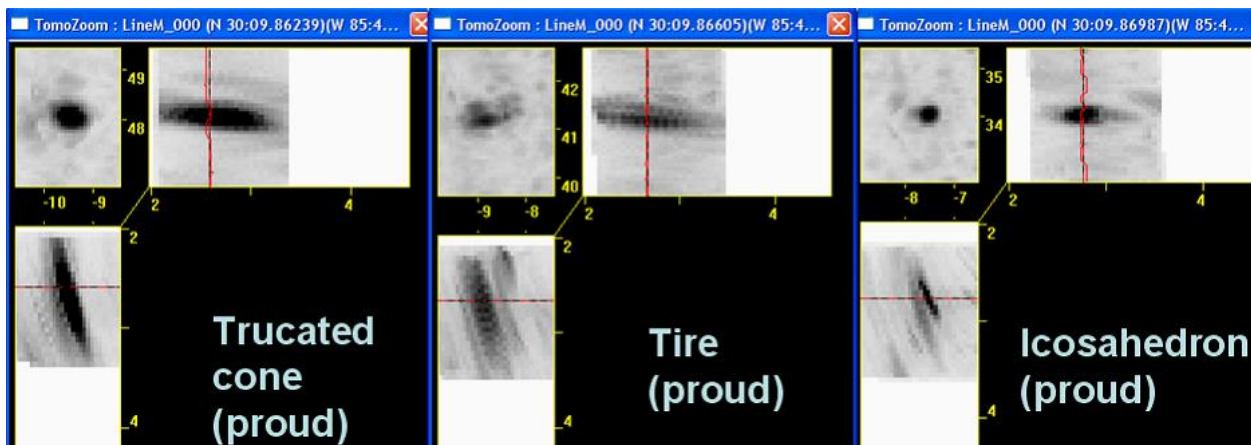 TomoZoom : LineM_000 (N 30:09.86239)(W 85:4...
49
48
-10 -9
2 4
2
4
Trucated
cone
(proud)
TomoZoom : LineM_000 (N 30:09.86605)(W 85:4...
42
41
40
-9 -8
2 4
2
4
Tire
(proud)
TomoZoom : LineM_000 (N 30:09.86987)(W 85:4...
35
34
-8 -7
2 4
2
4
Icosahedron
(proud)